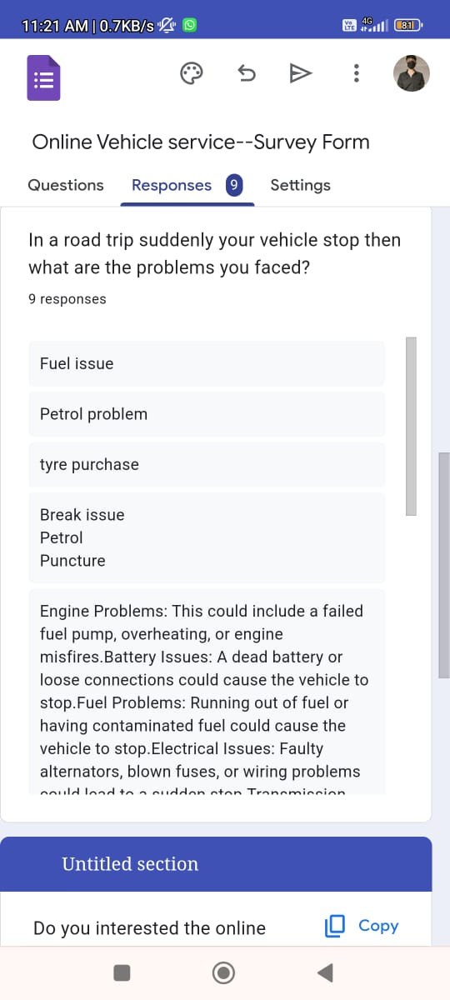 11:21 AM | 0.7KB/s
Vo LTE 4G 81
Online Vehicle service--Survey Form
Questions Responses 9 Settings
In a road trip suddenly your vehicle stop then
what are the problems you faced?
9 responses
Fuel issue
Petrol problem
tyre purchase
Break issue
Petrol
Puncture
Engine Problems: This could include a failed
fuel pump, overheating, or engine
misfires.Battery Issues: A dead battery or
loose connections could cause the vehicle to
stop.Fuel Problems: Running out of fuel or
having contaminated fuel could cause the
vehicle to stop.Electrical Issues: Faulty
alternators, blown fuses, or wiring problems
could lead to a sudden stop.Transmission
Untitled section
Do you interested the online Copy